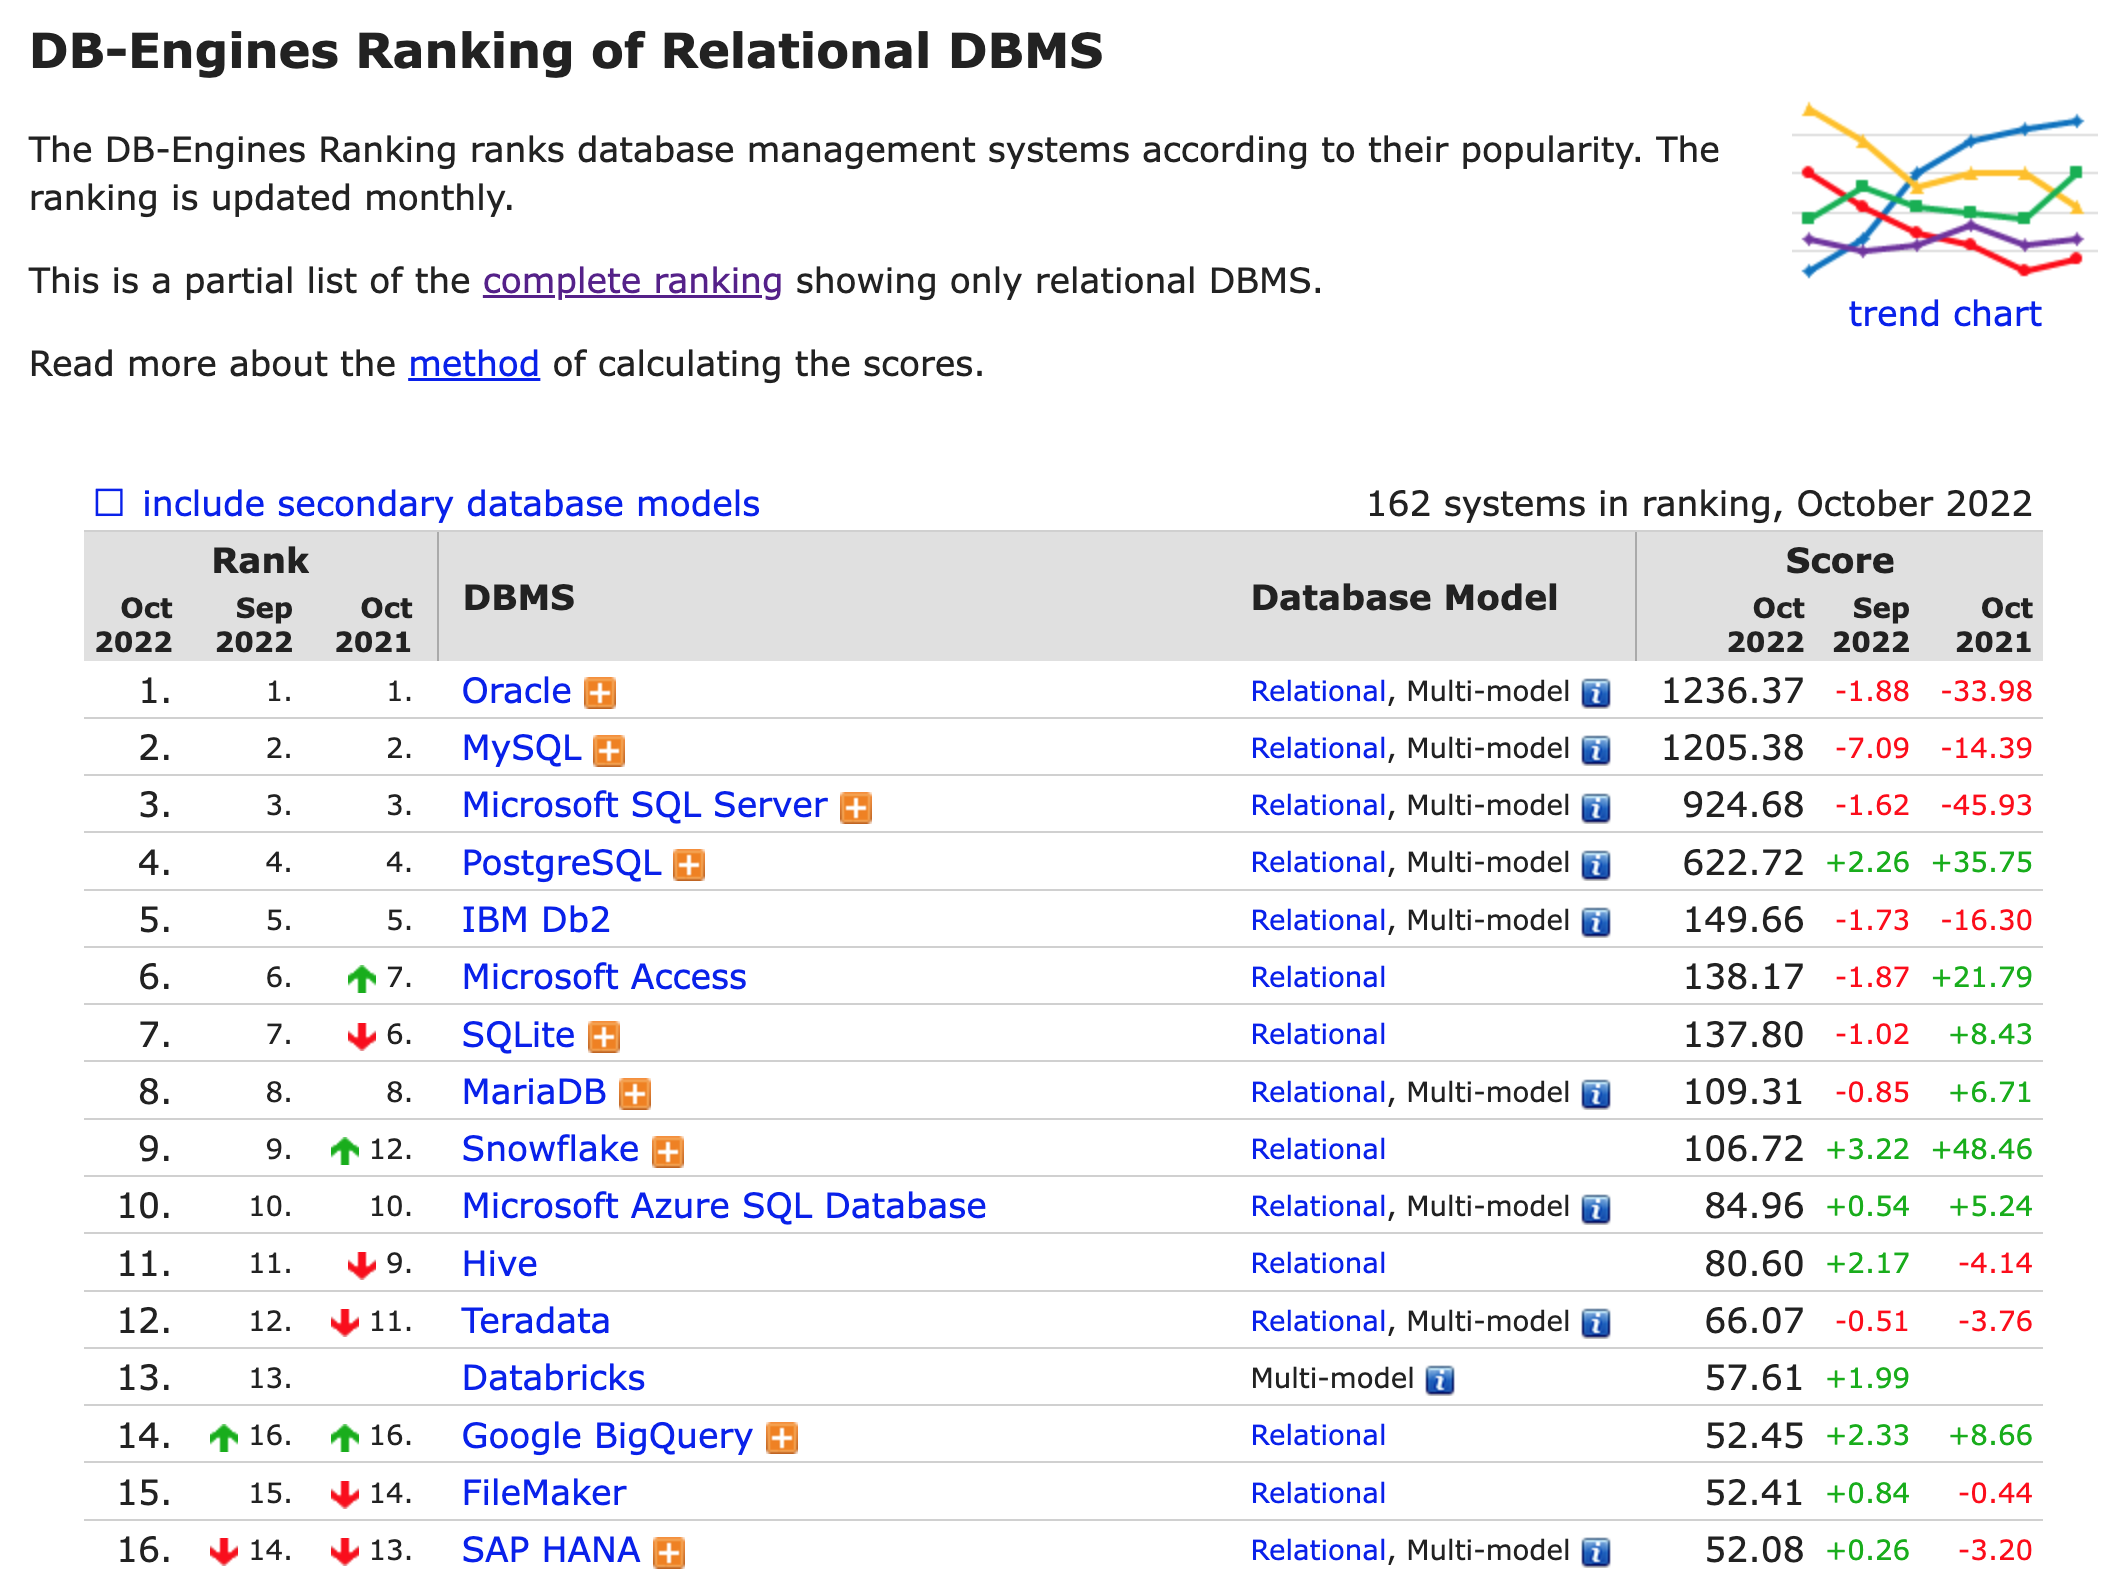 DB-Engines Ranking of Relational DBMS
The DB-Engines Ranking ranks database management systems according to their popularity. The
ranking is updated monthly.
This is a partial list of the complete ranking showing only relational DBMS.
trend chart
Read more about the method of calculating the scores.
include secondary database models 162 systems in ranking, October 2022
Rank DBMS Database Model Score
Oct Sep Oct Oct Sep Oct
2022 2022 2021 2022 2022 2021
1. 1. 1. Oracle Relational, Multi-model 1236.37 -1.88 -33.98
2. 2. 2. MySQL Relational, Multi-model 1205.38 -7.09 -14.39
3. 3. 3. Microsoft SQL Server Relational, Multi-model 924.68 -1.62 -45.93
4. 4. 4. PostgreSQL Relational, Multi-model 622.72 +2.26 +35.75
5. 5. 5. IBM Db2 Relational, Multi-model 149.66 -1.73 -16.30
6. 6. 7. Microsoft Access Relational 138.17 -1.87 +21.79
7. 7. 6. SQLite Relational 137.80 -1.02 +8.43
8. 8. 8. MariaDB Relational, Multi-model 109.31 -0.85 +6.71
9. 9. 12. Snowflake Relational 106.72 +3.22 +48.46
10. 10. 10. Microsoft Azure SQL Database Relational, Multi-model 84.96 +0.54 +5.24
11. 11. 9. Hive Relational 80.60 +2.17 -4.14
12. 12. 11. Teradata Relational, Multi-model 66.07 -0.51 -3.76
13. 13. Databricks Multi-model 57.61 +1.99
14. 16. 16. Google BigQuery Relational 52.45 +2.33 +8.66
15. 15. 14. FileMaker Relational 52.41 +0.84 -0.44
16. 14. 13. SAP HANA Relational, Multi-model 52.08 +0.26 -3.20